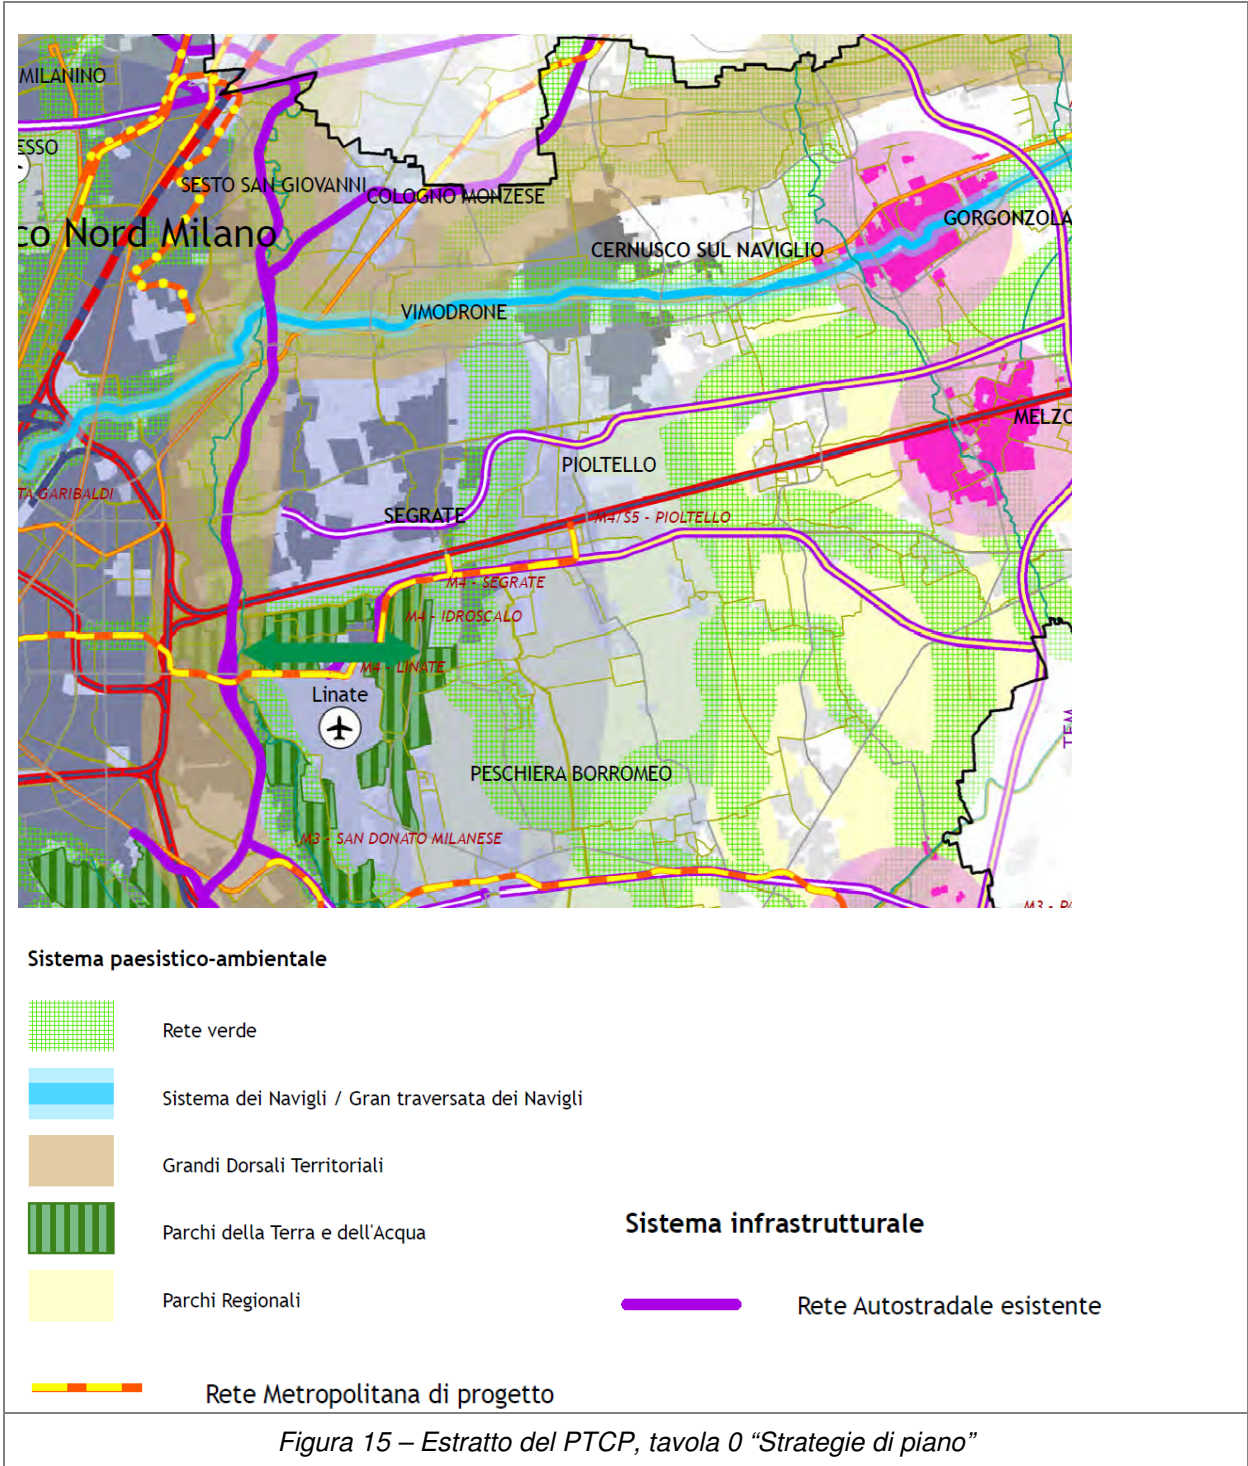 MILANINO
ESSO
SESTO SAN GIOVANNI
COLOGNO MONZESE
co Nord Milano
GORGONZOLA
CERNUSCO SUL NAVIGLIO
VIMODRONE
MELZO
PIOLTELLO
TA GARIBALDI
SEGRATE
M4/S5 - PIOLTELLO
M4 - SEGRATE
M4 - IDROSCALO
M4 - LINATE
Linate
TEM
PESCHIERA BORROMEO
M3 - SAN DONATO MILANESE
M3 - PA
Sistema paesistico-ambientale
Rete verde
Sistema dei Navigli / Gran traversata dei Navigli
Grandi Dorsali Territoriali
Parchi della Terra e dell'Acqua
Sistema infrastrutturale
Parchi Regionali
Rete Autostradale esistente
Rete Metropolitana di progetto
Figura 15 – Estratto del PTCP, tavola 0 “Strategie di piano”